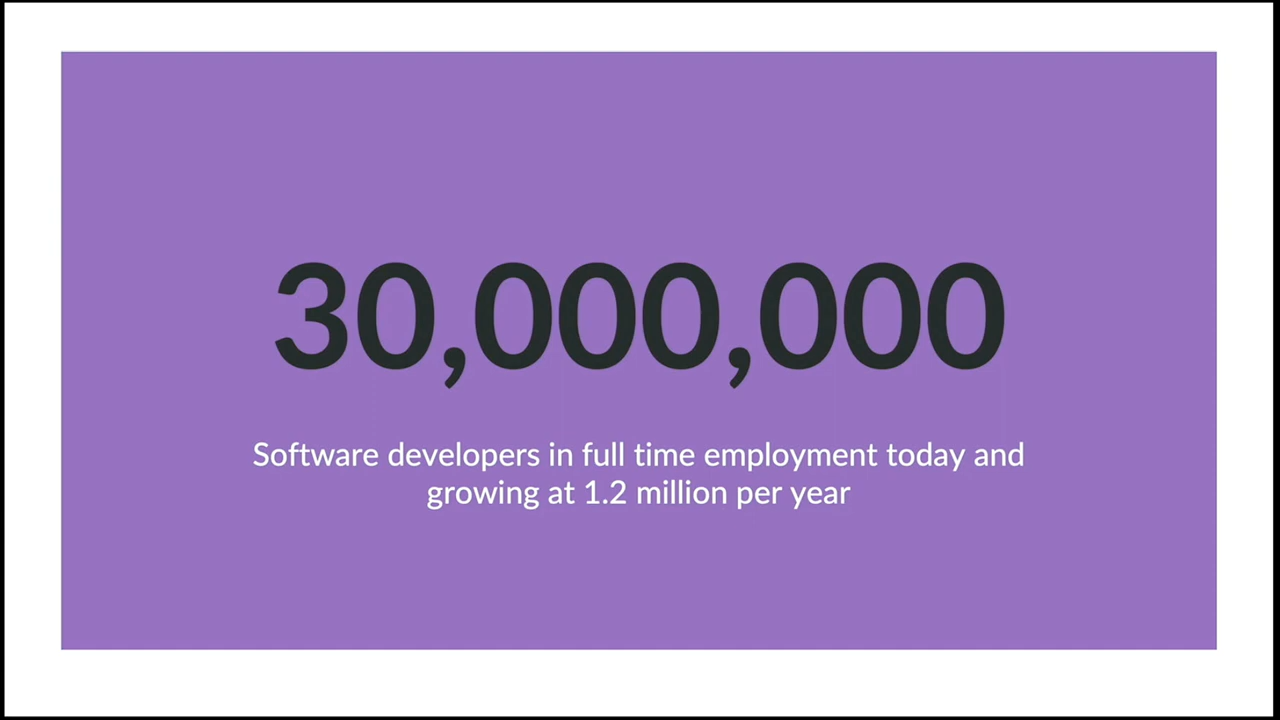 30,000,000
Software developers in full time employment today and
growing at 1.2 million per year